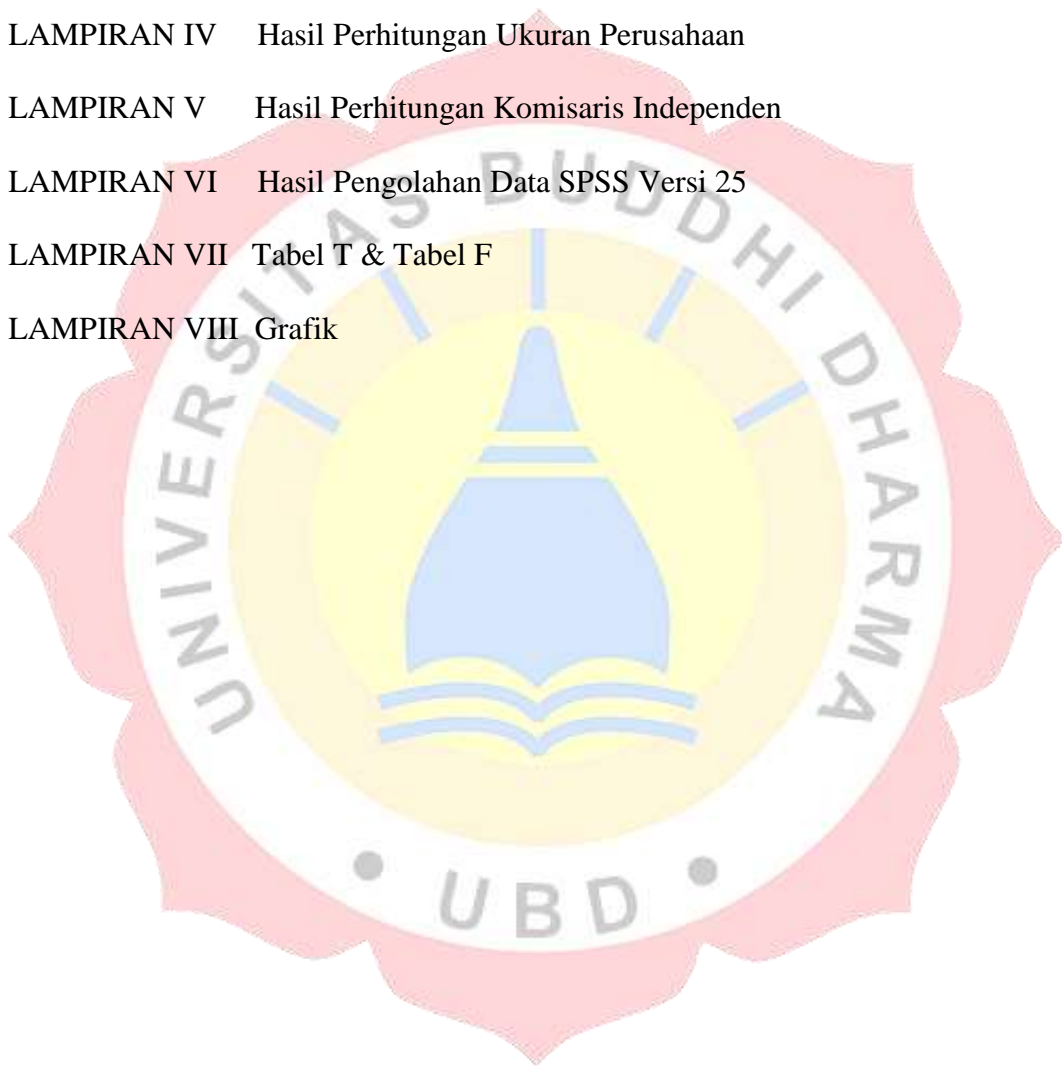 LAMPIRAN IV Hasil Perhitungan Ukuran Perusahaan
LAMPIRAN V Hasil Perhitungan Komisaris Independen
LAMPIRAN VI Hasil Pengolahan Data SPSS Versi 25
LAMPIRAN VII Tabel T & Tabel F
LAMPIRAN VIII Grafik
UNIVERSITAS BUDDHI DHARMA
• UBD •